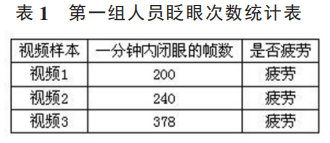 表 1 第一组人员眨眼次数统计表
视频样本 一分钟内闭眼的帧数 是否疲劳
视频1 200 疲劳
视频2 240 疲劳
视频3 378 疲劳